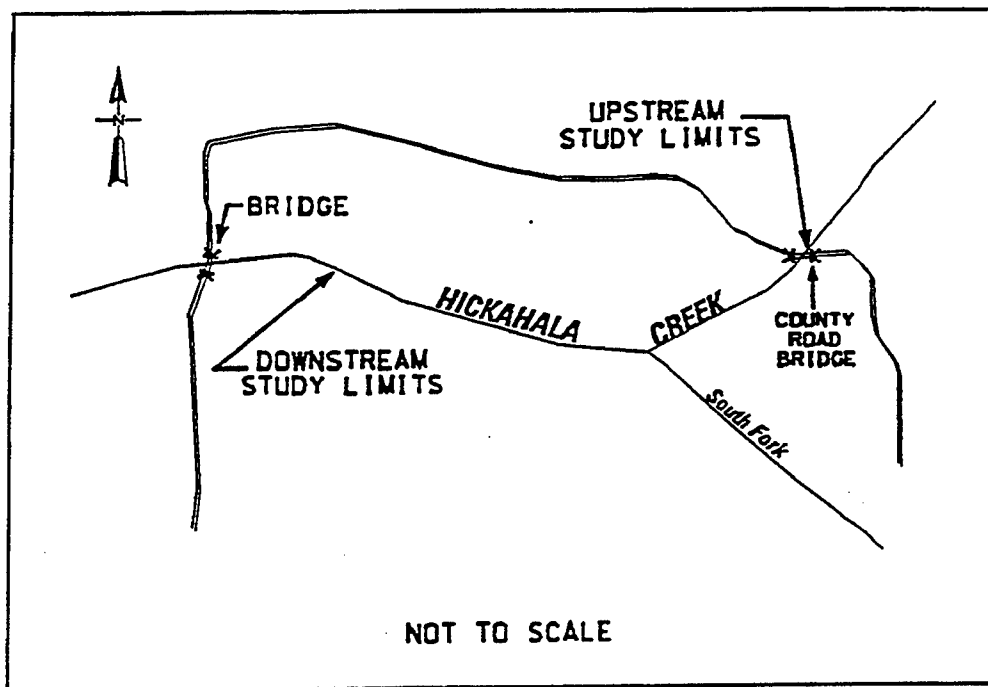 N
UPSTREAM
STUDY LIMITS
BRIDGE
HICKAHALA
CREEK
COUNTY
ROAD
BRIDGE
DOWNSTREAM
STUDY LIMITS
South Fork
NOT TO SCALE